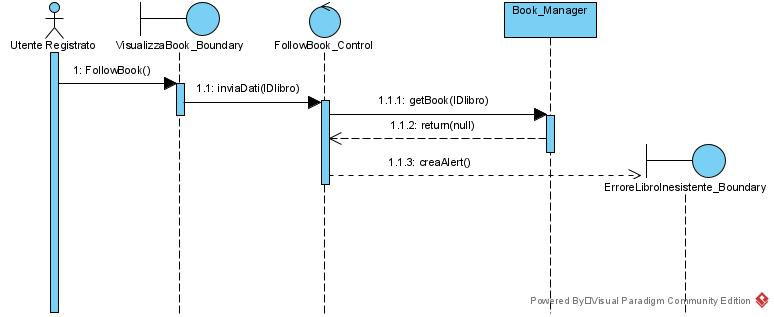 Book_Manager
Utente Registrato
VisualizzaBook_Boundary
FollowBook_Control
1: FollowBook()
1.1: inviaDati(IDlibro)
1.1.1: getBook(IDlibro)
1.1.2: return(null)
1.1.3: creaAlert()
ErroreLibroInesistente_Boundary
Powered By Visual Paradigm Community Edition